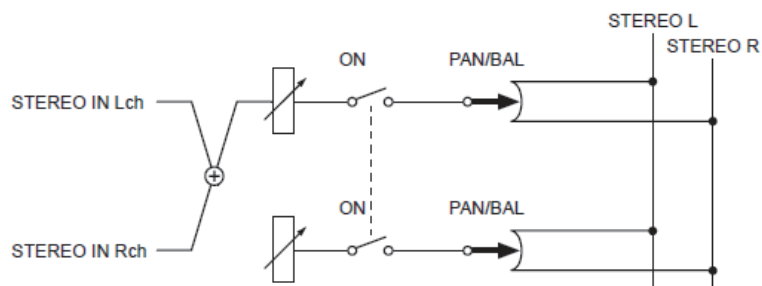 STEREO L
STEREO R
ON PAN/BAL
STEREO IN Lch
ON PAN/BAL
STEREO IN Rch